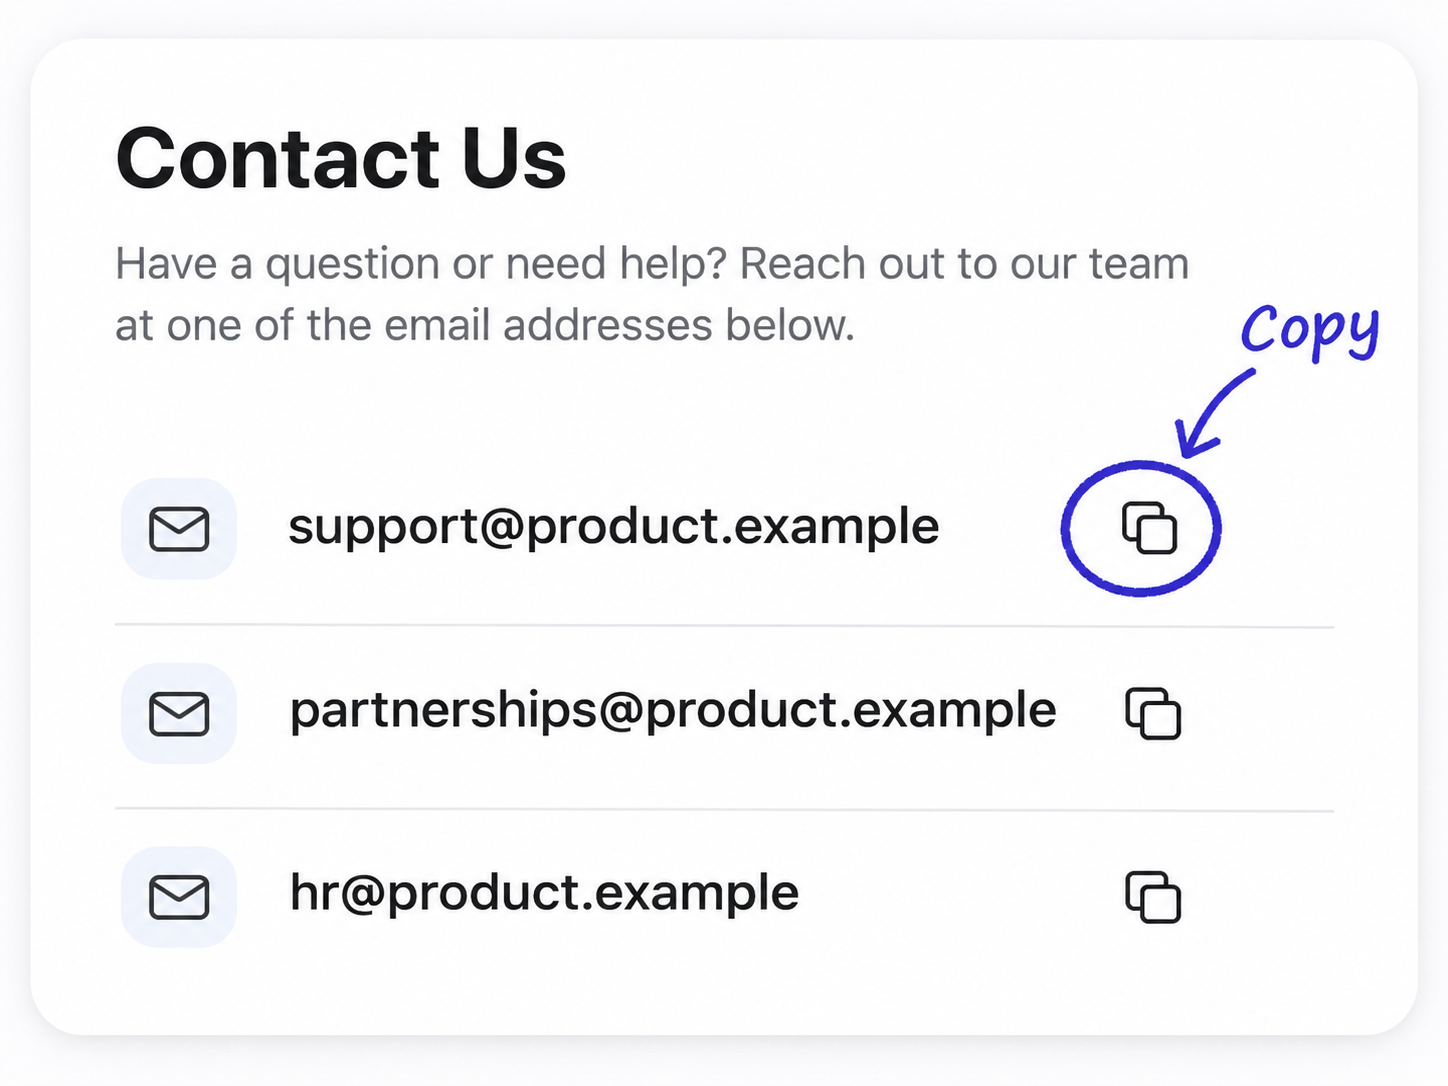 Contact Us
Have a question or need help? Reach out to our team
at one of the email addresses below.
Copy
support@product.example
partnerships@product.example
hr@product.example